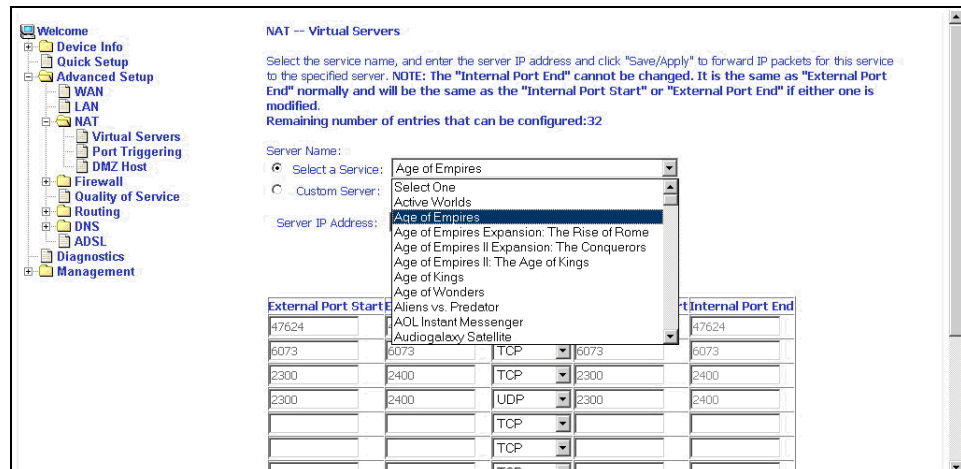 Welcome
Device Info
Quick Setup
Advanced Setup
WAN
LAN
NAT
Virtual Servers
Port Triggering
DMZ Host
Firewall
Quality of Service
Routing
DNS
ADSL
Diagnostics
Management
NAT -- Virtual Servers
Select the service name, and enter the server IP address and click "Save/Apply" to forward IP packets for this service
to the specified server. NOTE: The "Internal Port End" cannot be changed. It is the same as "External Port
End" normally and will be the same as the "Internal Port Start" or "External Port End" if either one is
modified.
Remaining number of entries that can be configured:32
Server Name:
Select a Service: Age of Empires
Custom Server:
Server IP Address:
Select One
Active Worlds
Age of Empires
Age of Empires Expansion: The Rise of Rome
Age of Empires II Expansion: The Conquerors
Age of Empires II: The Age of Kings
Age of Kings
Age of Wonders
Aliens vs. Predator
AOL Instant Messenger
Audiogalaxy Satellite
External Port Start Internal Port End
47624 47624
6073 6073 TCP 6073 6073
2300 2400 TCP 2300 2400
2300 2400 UDP 2300 2400
TCP
TCP